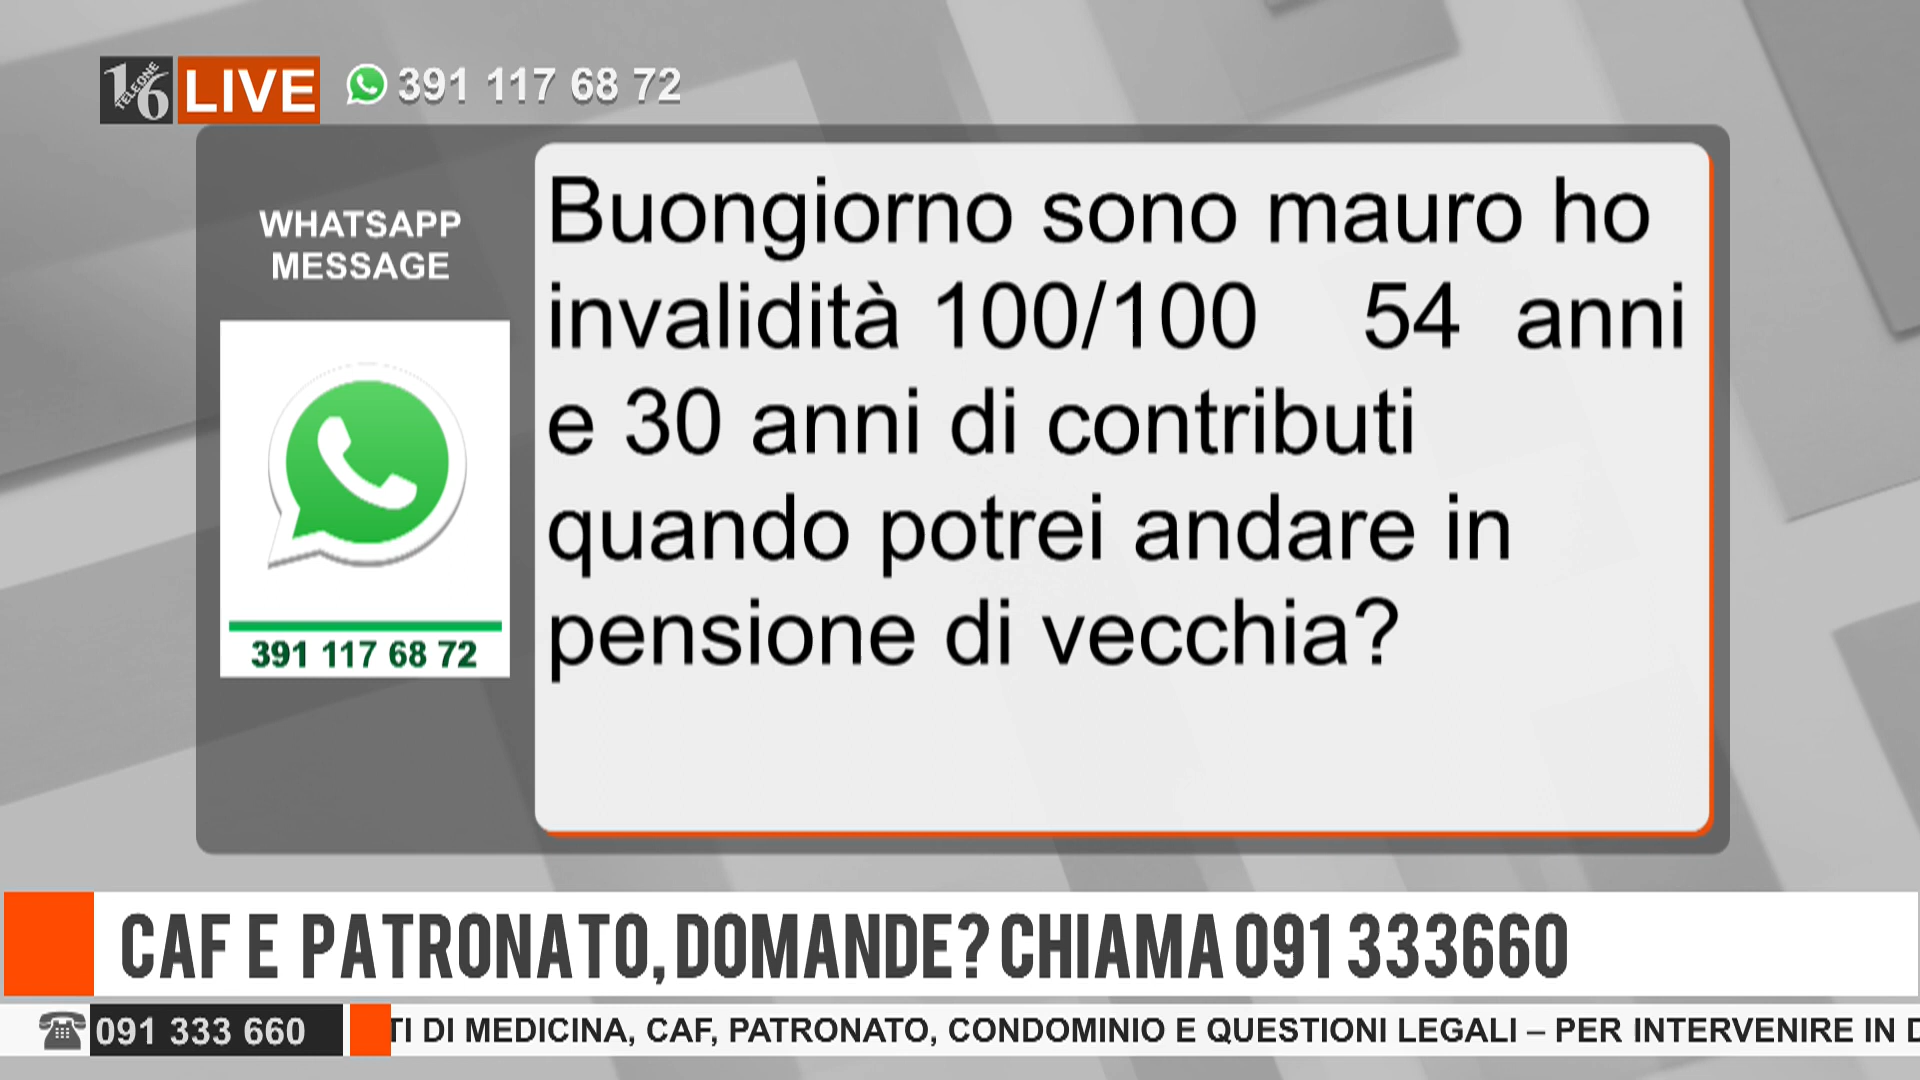 16 TELEONE LIVE 391 117 68 72
WHATSAPP
MESSAGE
391 117 68 72
Buongiorno sono mauro ho
invalidità 100/100 54 anni
e 30 anni di contributi
quando potrei andare in
pensione di vecchia?
CAF E PATRONATO, DOMANDE? CHIAMA 091 333660
091 333 660
TI DI MEDICINA, CAF, PATRONATO, CONDOMINIO E QUESTIONI LEGALI – PER INTERVENIRE IN D